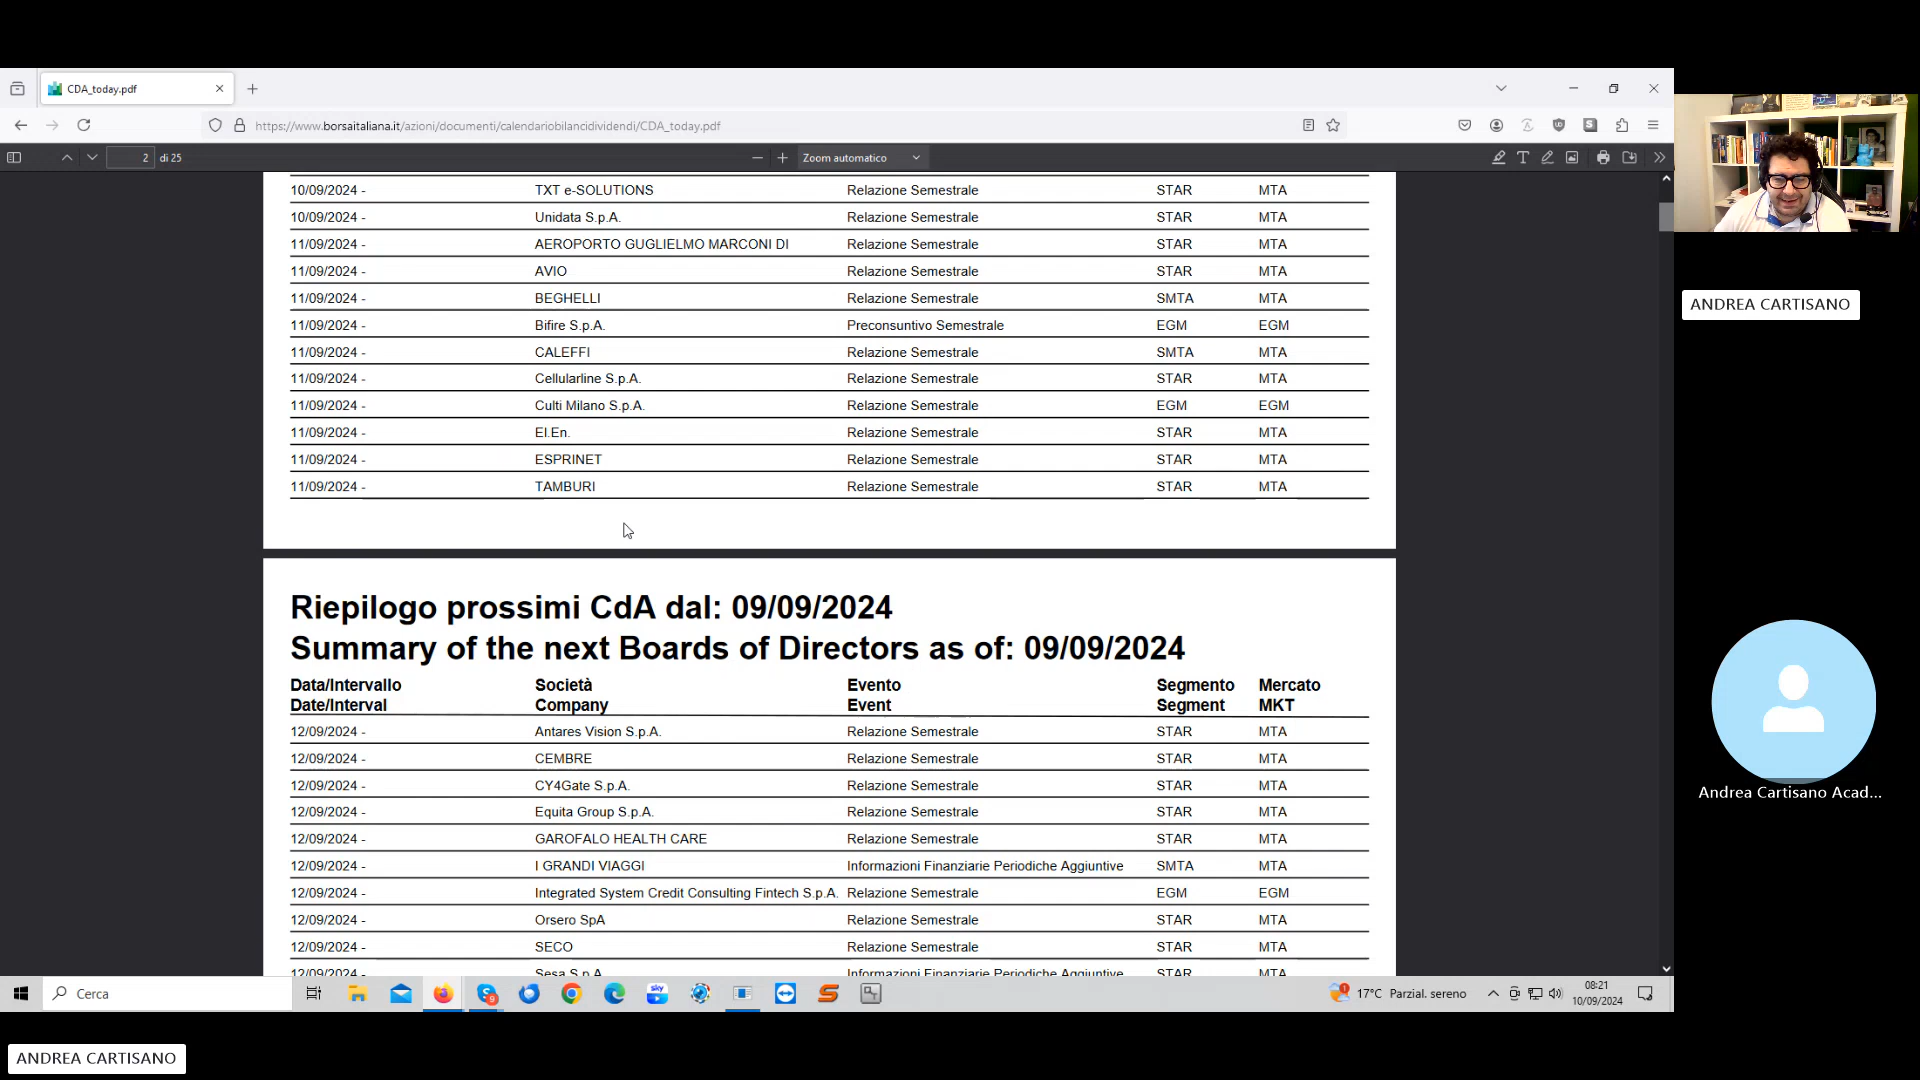 CDA_today.pdf
https://www.borsaitaliana.it/azioni/documenti/calendariobilancidividendi/CDA_today.pdf
2 di 25
Zoom automatico
10/09/2024 - TXT e-SOLUTIONS Relazione Semestrale STAR MTA
10/09/2024 - Unidata S.p.A. Relazione Semestrale STAR MTA
11/09/2024 - AEROPORTO GUGLIELMO MARCONI DI Relazione Semestrale STAR MTA
11/09/2024 - AVIO Relazione Semestrale STAR MTA
11/09/2024 - BEGHELLI Relazione Semestrale SMTA MTA
11/09/2024 - Bifire S.p.A. Preconsuntivo Semestrale EGM EGM
11/09/2024 - CALEFFI Relazione Semestrale SMTA MTA
11/09/2024 - Cellularline S.p.A. Relazione Semestrale STAR MTA
11/09/2024 - Culti Milano S.p.A. Relazione Semestrale EGM EGM
11/09/2024 - El.En. Relazione Semestrale STAR MTA
11/09/2024 - ESPRINET Relazione Semestrale STAR MTA
11/09/2024 - TAMBURI Relazione Semestrale STAR MTA
Riepilogo prossimi CdA dal: 09/09/2024
Summary of the next Boards of Directors as of: 09/09/2024
Data/Intervallo Società Evento Segmento Mercato
Date/Interval Company Event Segment MKT
12/09/2024 - Antares Vision S.p.A. Relazione Semestrale STAR MTA
12/09/2024 - CEMBRE Relazione Semestrale STAR MTA
12/09/2024 - CY4Gate S.p.A. Relazione Semestrale STAR MTA
12/09/2024 - Equita Group S.p.A. Relazione Semestrale STAR MTA
12/09/2024 - GAROFALO HEALTH CARE Relazione Semestrale STAR MTA
12/09/2024 - I GRANDI VIAGGI Informazioni Finanziarie Periodiche Aggiuntive SMTA MTA
12/09/2024 - Integrated System Credit Consulting Fintech S.p.A. Relazione Semestrale EGM EGM
12/09/2024 - Orsero SpA Relazione Semestrale STAR MTA
12/09/2024 - SECO Relazione Semestrale STAR MTA
12/09/2024 - Sesa S.p.A. Informazioni Finanziarie Periodiche Aggiuntive STAR MTA
Cerca
sky
17°C Parzial. sereno
08:21
10/09/2024
ANDREA CARTISANO
Andrea Cartisano Acad...
ANDREA CARTISANO